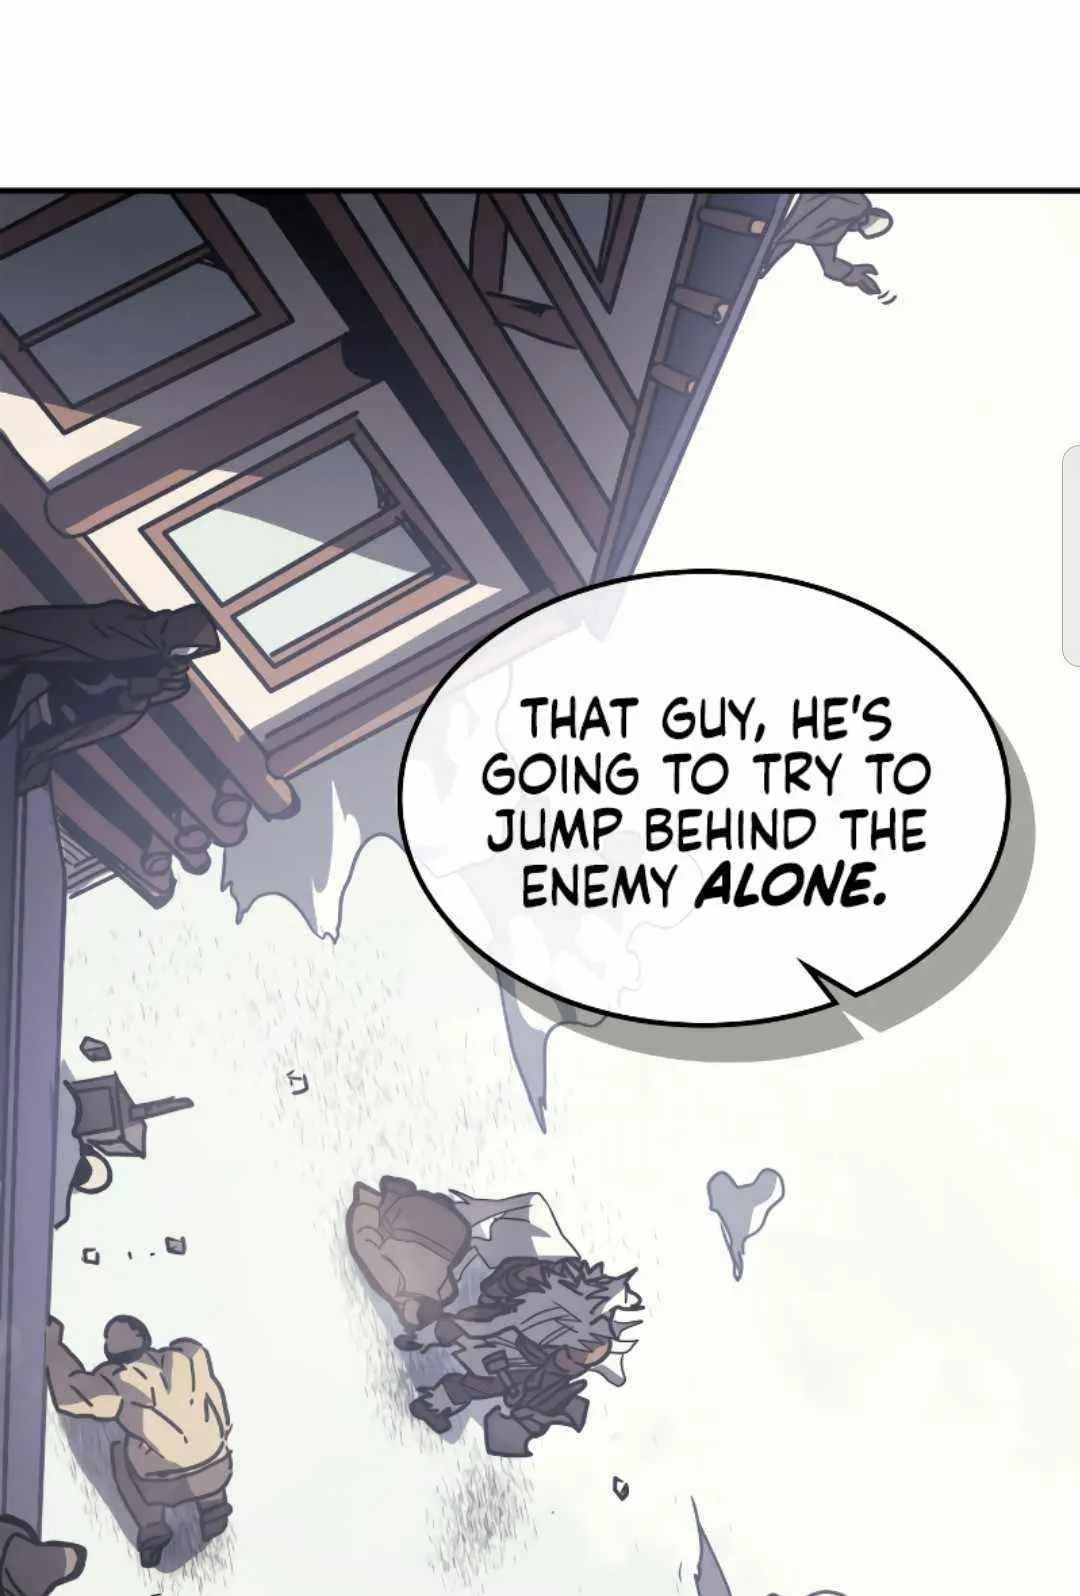 THAT GUY, HE'S
GOING TO TRY TO
JUMP BEHIND THE
ENEMY ALONE.